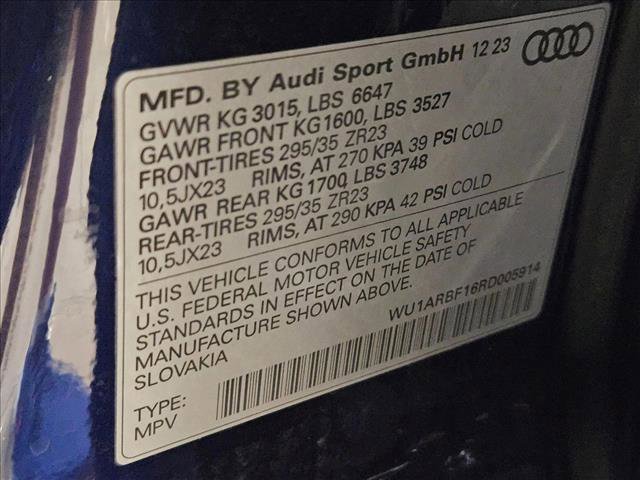 MFD. BY Audi Sport GmbH 12 23
GVWR KG 3015, LBS 6647
GAWR FRONT KG1600, LBS 3527
FRONT-TIRES 295/35 ZR23
10,5JX23 RIMS, AT 270 KPA 39 PSI COLD
GAWR REAR KG 1700, LBS 3748
REAR-TIRES 295/35 ZR23
10,5JX23 RIMS, AT 290 KPA 42 PSI COLD
THIS VEHICLE CONFORMS TO ALL APPLICABLE
U.S. FEDERAL MOTOR VEHICLE SAFETY
STANDARDS IN EFFECT ON THE DATE OF
MANUFACTURE SHOWN ABOVE.
SLOVAKIA
WU1ARBF16RD005914
TYPE:
MPV